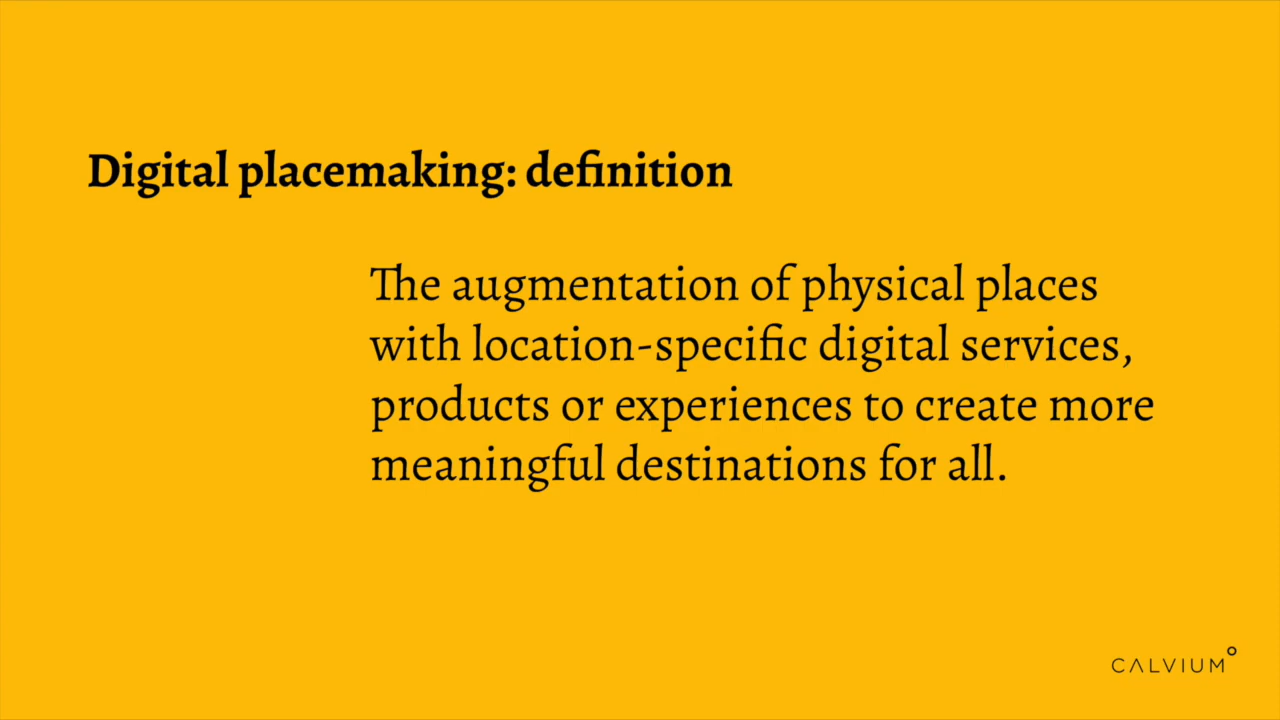 Digital placemaking: definition
The augmentation of physical places
with location-specific digital services,
products or experiences to create more
meaningful destinations for all.
CALVIUM